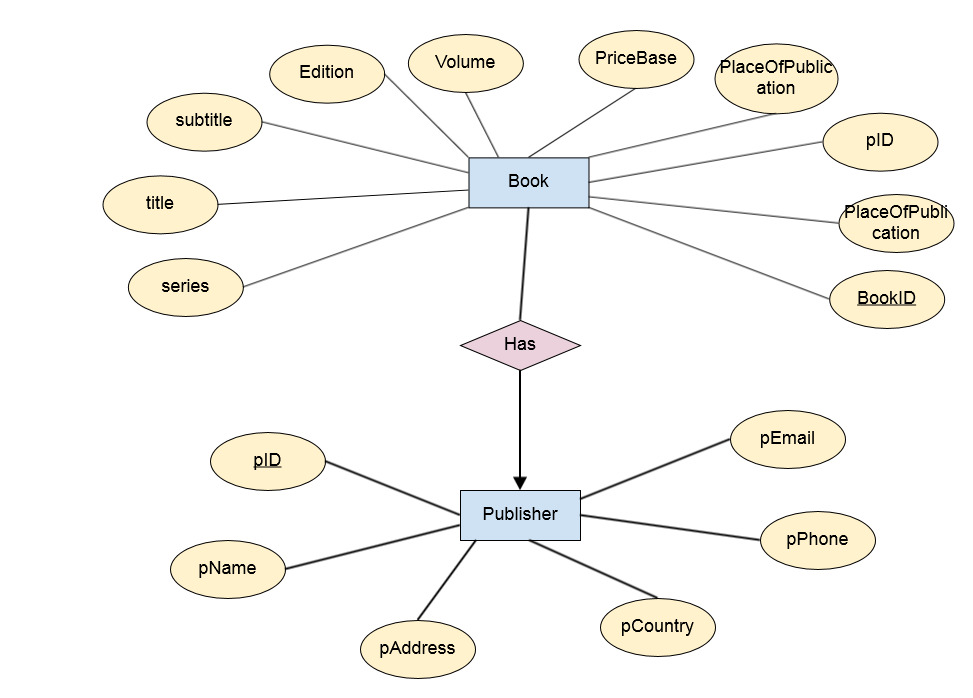 PriceBase
Volume
Edition
PlaceOfPublic
ation
subtitle
pID
Book
title
PlaceOfPubli
cation
series
BookID
Has
pEmail
pID
Publisher
pPhone
pName
pCountry
pAddress